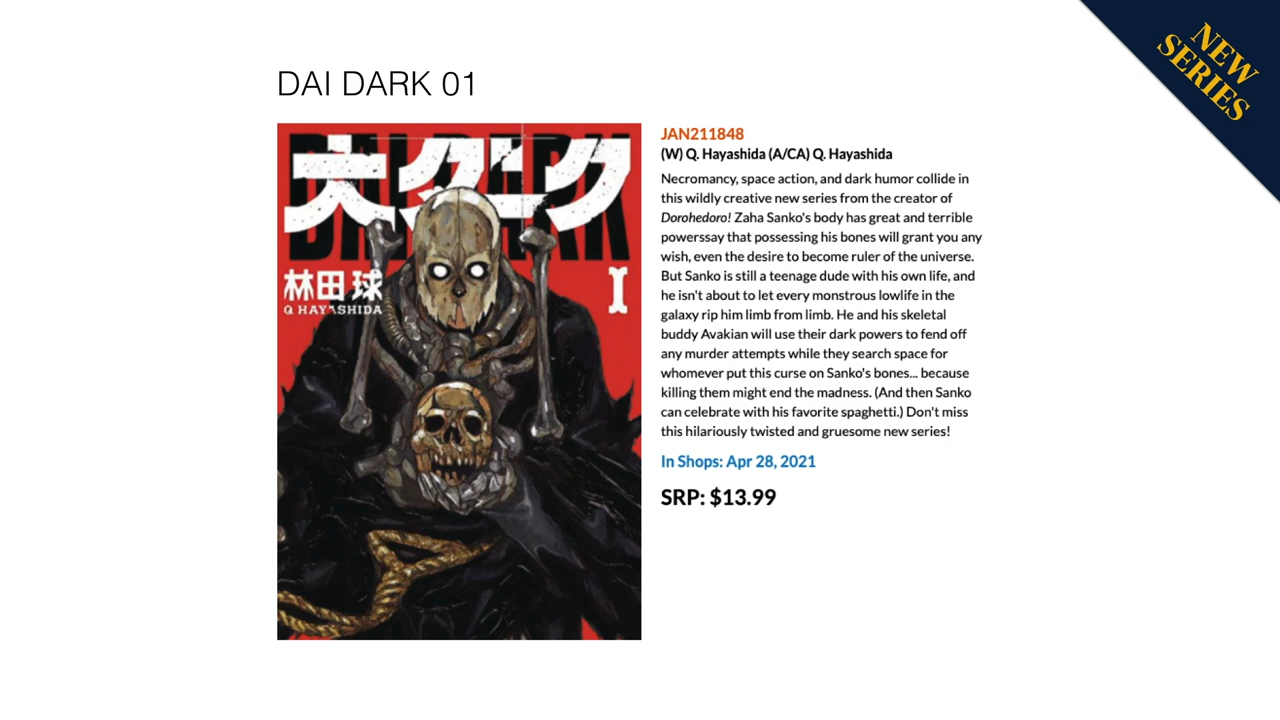 NEW
SERIES
DAI DARK 01
DAI DARK
大ダーク
林田球
Q HAYASHIDA
I
JAN211848
(W) Q. Hayashida (A/CA) Q. Hayashida
Necromancy, space action, and dark humor collide in
this wildly creative new series from the creator of
Dorohedoro! Zaha Sanko's body has great and terrible
powerssay that possessing his bones will grant you any
wish, even the desire to become ruler of the universe.
But Sanko is still a teenage dude with his own life, and
he isn't about to let every monstrous lowlife in the
galaxy rip him limb from limb. He and his skeletal
buddy Avakian will use their dark powers to fend off
any murder attempts while they search space for
whomever put this curse on Sanko's bones... because
killing them might end the madness. (And then Sanko
can celebrate with his favorite spaghetti.) Don't miss
this hilariously twisted and gruesome new series!
In Shops: Apr 28, 2021
SRP: $13.99